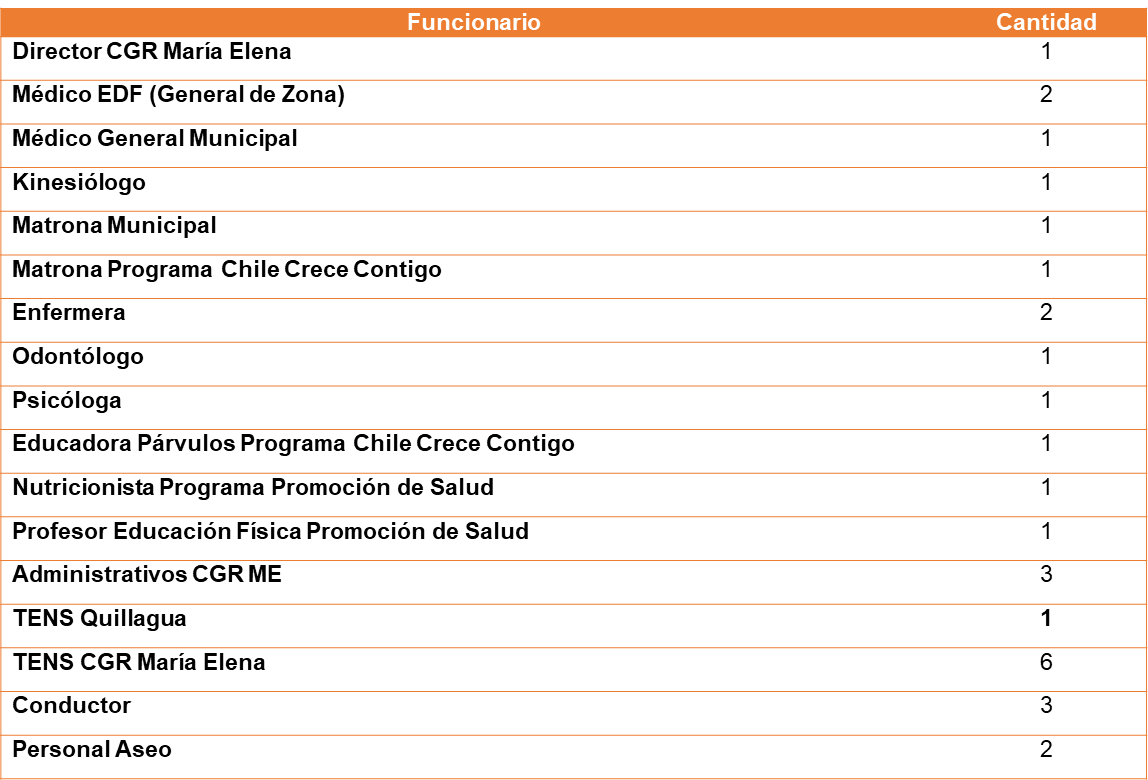 Funcionario Cantidad
Director CGR María Elena 1
Médico EDF (General de Zona) 2
Médico General Municipal 1
Kinesiólogo 1
Matrona Municipal 1
Matrona Programa Chile Crece Contigo 1
Enfermera 2
Odontólogo 1
Psicóloga 1
Educadora Párvulos Programa Chile Crece Contigo 1
Nutricionista Programa Promoción de Salud 1
Profesor Educación Física Promoción de Salud 1
Administrativos CGR ME 3
TENS Quillagua 1
TENS CGR María Elena 6
Conductor 3
Personal Aseo 2